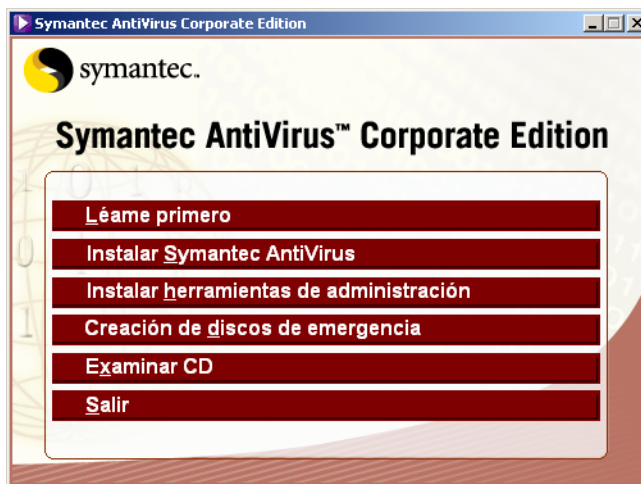 Symantec AntiVirus Corporate Edition
symantec.
Symantec AntiVirus™ Corporate Edition
Léame primero
Instalar Symantec AntiVirus
Instalar herramientas de administración
Creación de discos de emergencia
Examinar CD
Salir